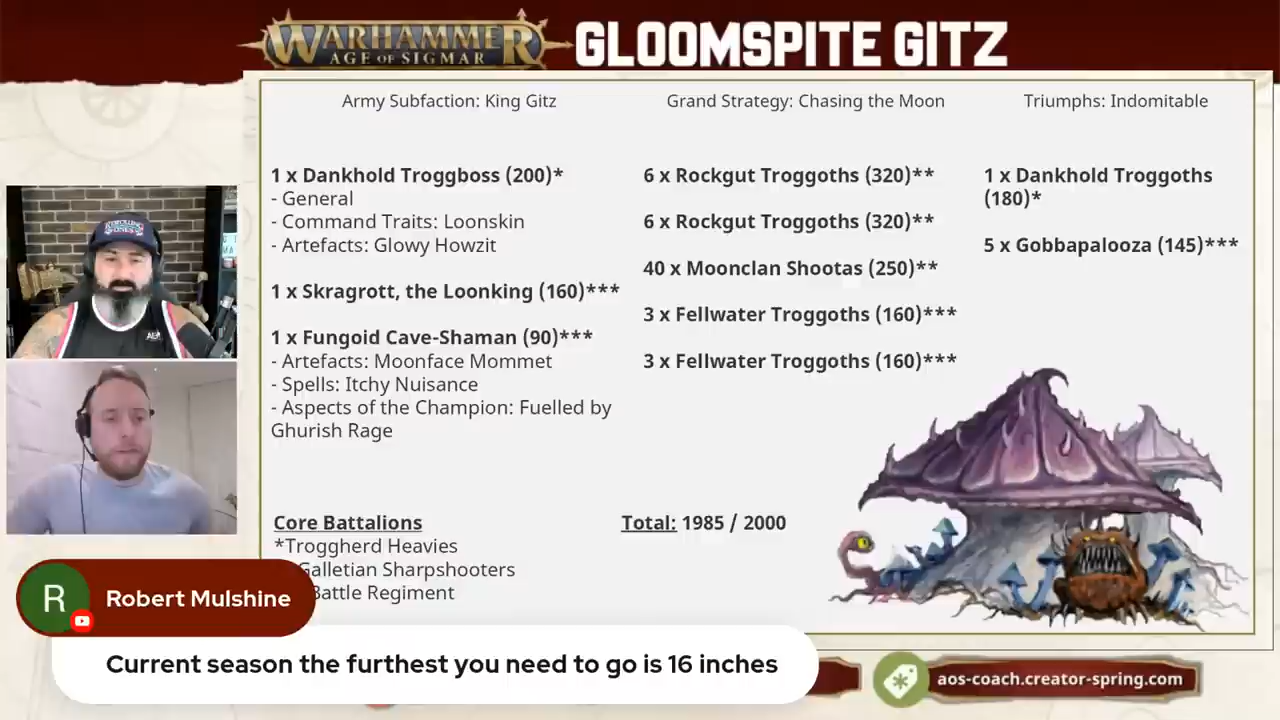 WARHAMMER
AGE OF SIGMAR
GLOOMSPITE GITZ
Army Subfaction: King Gitz
Grand Strategy: Chasing the Moon
Triumphs: Indomitable
1 x Dankhold Troggboss (200)*
- General
- Command Traits: Loonskin
- Artefacts: Glowy Howzit
1 x Skragrott, the Loonking (160)***
1 x Fungoid Cave-Shaman (90)***
- Artefacts: Moonface Mommet
- Spells: Itchy Nuisance
- Aspects of the Champion: Fuelled by
Ghurish Rage
6 x Rockgut Troggoths (320)**
6 x Rockgut Troggoths (320)**
40 x Moonclan Shootas (250)**
3 x Fellwater Troggoths (160)***
3 x Fellwater Troggoths (160)***
1 x Dankhold Troggoths
(180)*
5 x Gobbapalooza (145)***
Core Battalions
*Troggherd Heavies
Galletian Sharpshooters
Battle Regiment
Total: 1985 / 2000
R
Robert Mulshine
Current season the furthest you need to go is 16 inches
aos-coach.creator-spring.com